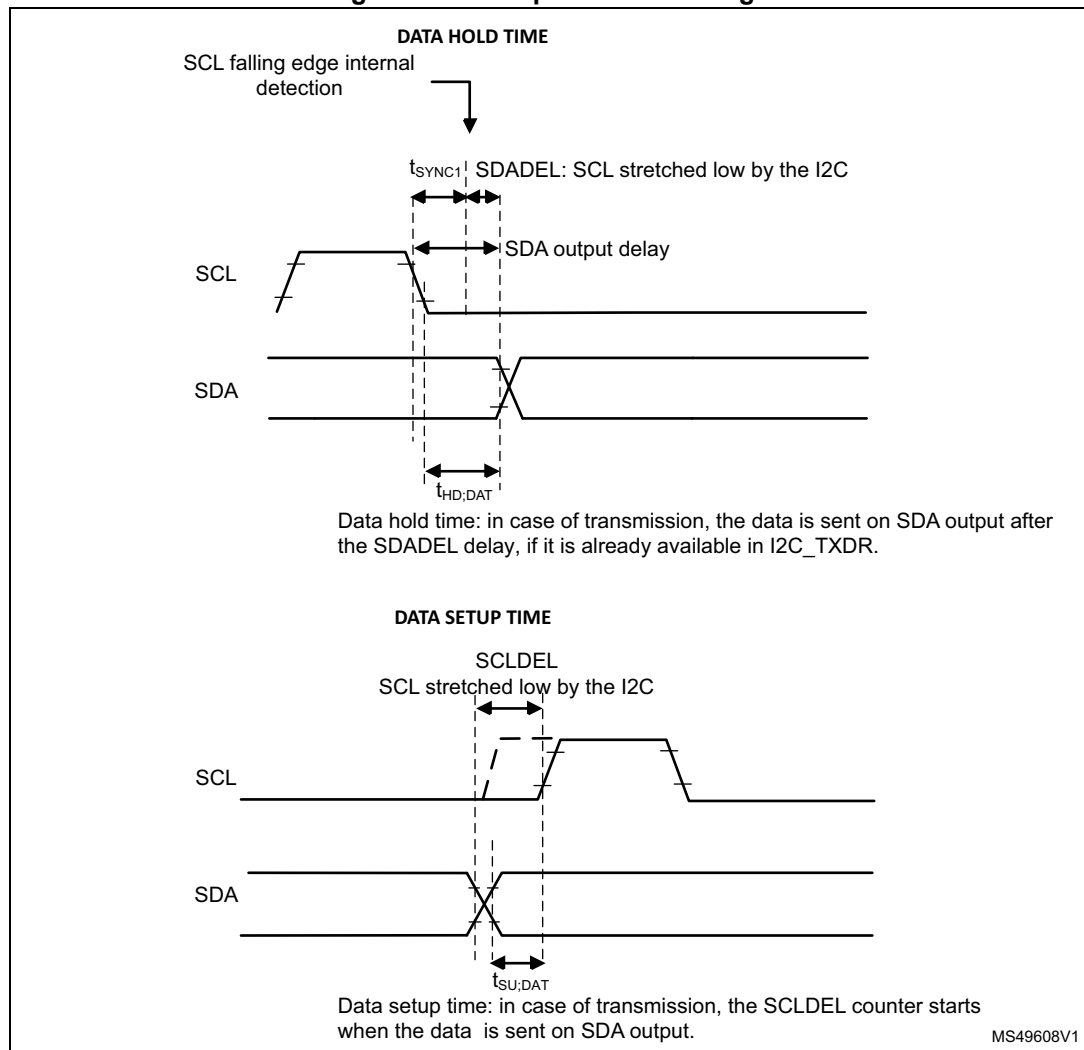 DATA HOLD TIME
SCL falling edge internal
detection
tSYNC1
SDADEL: SCL stretched low by the I2C
SDA output delay
SCL
SDA
tHD;DAT
Data hold time: in case of transmission, the data is sent on SDA output after
the SDADEL delay, if it is already available in I2C_TXDR.
DATA SETUP TIME
SCLDEL
SCL stretched low by the I2C
SCL
SDA
tSU;DAT
Data setup time: in case of transmission, the SCLDEL counter starts
when the data is sent on SDA output.
MS49608V1